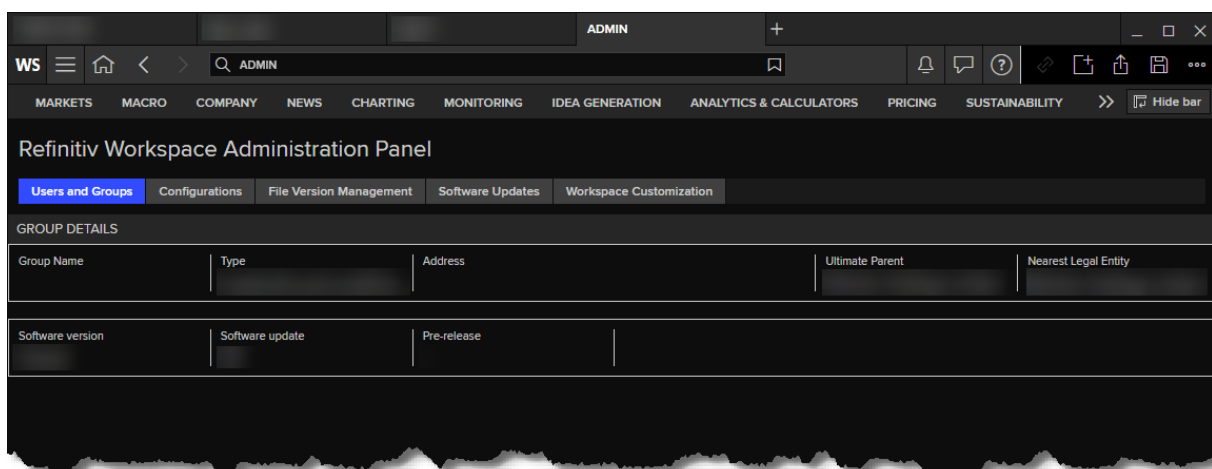 ADMIN
WS ADMIN
MARKETS MACRO COMPANY NEWS CHARTING MONITORING IDEA GENERATION ANALYTICS & CALCULATORS PRICING SUSTAINABILITY Hide bar
Refinitiv Workspace Administration Panel
Users and Groups Configurations File Version Management Software Updates Workspace Customization
GROUP DETAILS
Group Name Type Address Ultimate Parent Nearest Legal Entity
Software version Software update Pre-release